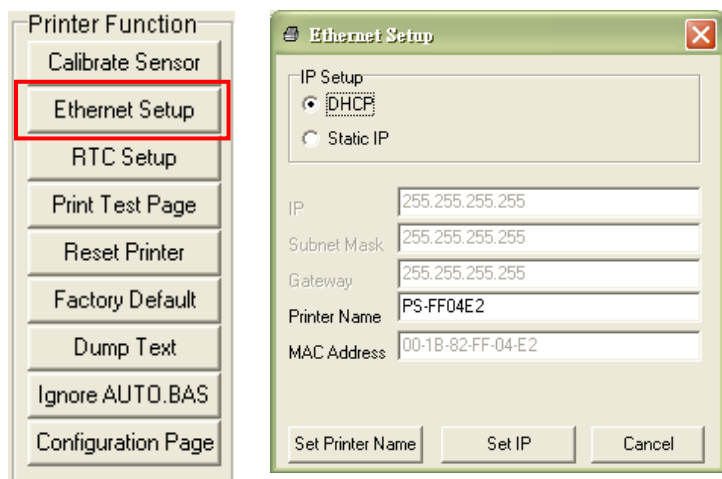 Printer Function
Calibrate Sensor
Ethernet Setup
RTC Setup
Print Test Page
Reset Printer
Factory Default
Dump Text
Ignore AUTO.BAS
Configuration Page
Ethernet Setup
IP Setup
DHCP
Static IP
IP 255.255.255.255
Subnet Mask 255.255.255.255
Gateway 255.255.255.255
Printer Name PS-FF04E2
MAC Address 00-1B-82-FF-04-E2
Set Printer Name Set IP Cancel